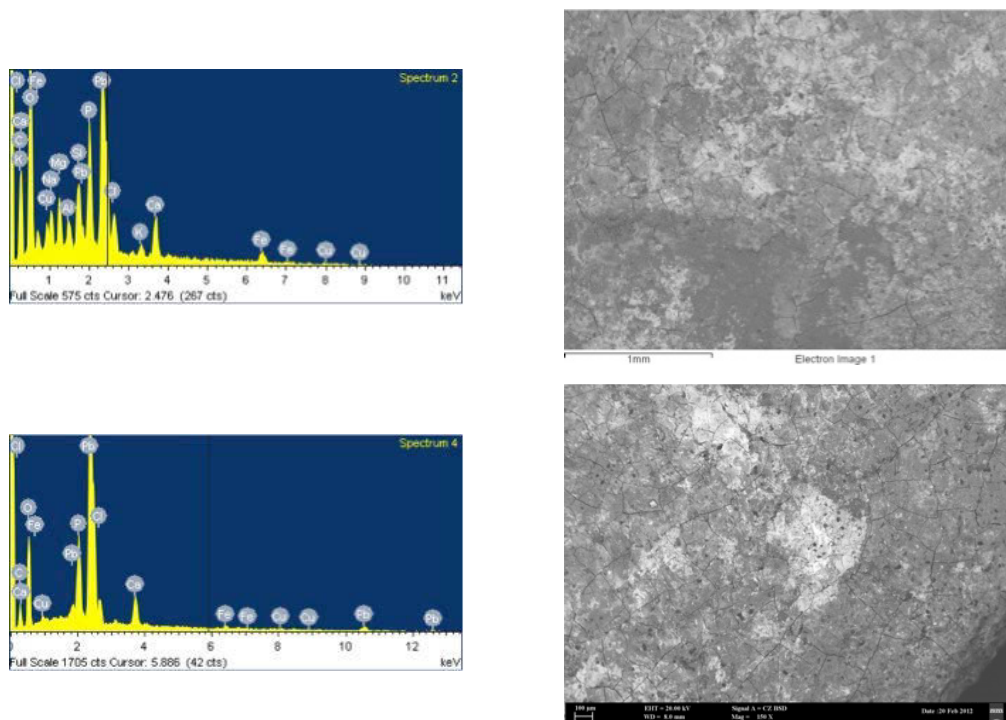 Spectrum 2
Cl Fe Pb
O
Ca P
C Mg Si
K Na Pb
Cu Al Cl Ca
K Fe Fe Cu Cu
1 2 3 4 5 6 7 8 9 10 11
Full Scale 575 cts Cursor: 2.476 (267 cts) keV
1mm Electron Image 1
Spectrum 4
Cl Pb
O P Cl
Fe Pb
C Ca
Ca Cu Fe Fe Cu Cu Pb Pb
0 2 4 6 8 10 12
Full Scale 1705 cts Cursor: 5.886 (42 cts) keV
100 µm EHT = 20.00 kV Signal A = CZ BSD Date :20 Feb 2012
WD = 8.0 mm Mag = 150 X